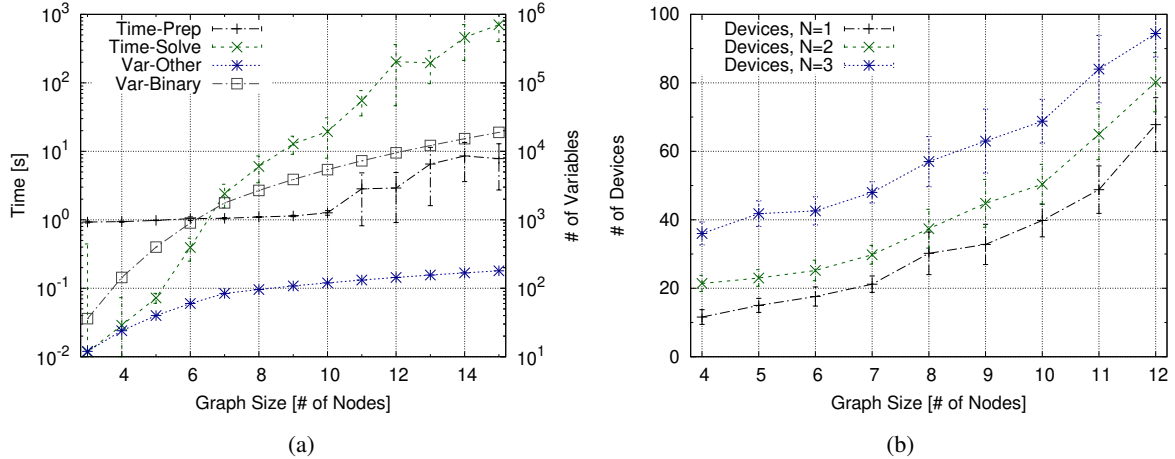 10^3
10^2
10^1
10^0
10^-1
10^-2
Time [s]
Time-Prep
Time-Solve
Var-Other
Var-Binary
10^6
10^5
10^4
10^3
10^2
10^1
# of Variables
4 6 8 10 12 14
Graph Size [# of Nodes]
(a)
100
80
60
40
20
0
# of Devices
Devices, N=1
Devices, N=2
Devices, N=3
4 5 6 7 8 9 10 11 12
Graph Size [# of Nodes]
(b)